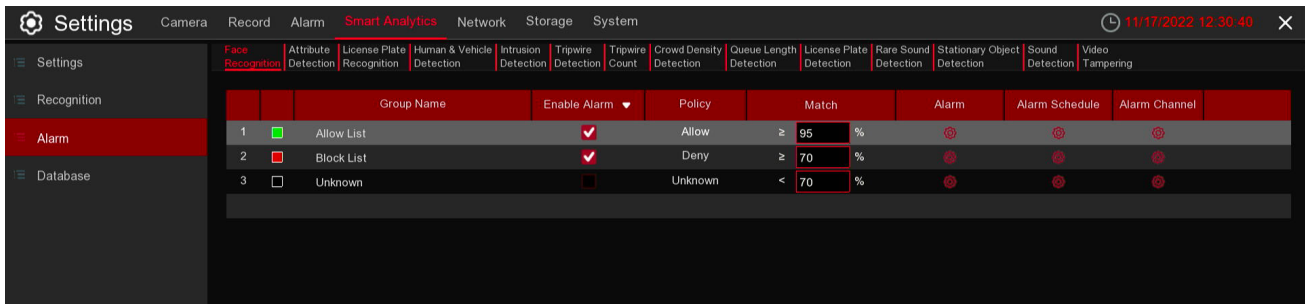 Settings Camera Record Alarm Smart Analytics Network Storage System 11/17/2022 12:30:40
Face Attribute License Plate Human & Vehicle Intrusion Tripwire Tripwire Crowd Density Queue Length License Plate Rare Sound Stationary Object Sound Video
Recognition Detection Recognition Detection Detection Detection Count Detection Detection Detection Detection Detection Detection Tampering
Settings
Recognition
Alarm
Database
Group Name Enable Alarm Policy Match Alarm Alarm Schedule Alarm Channel
1 Allow List Allow ≥ 95 %
2 Block List Deny ≥ 70 %
3 Unknown Unknown < 70 %